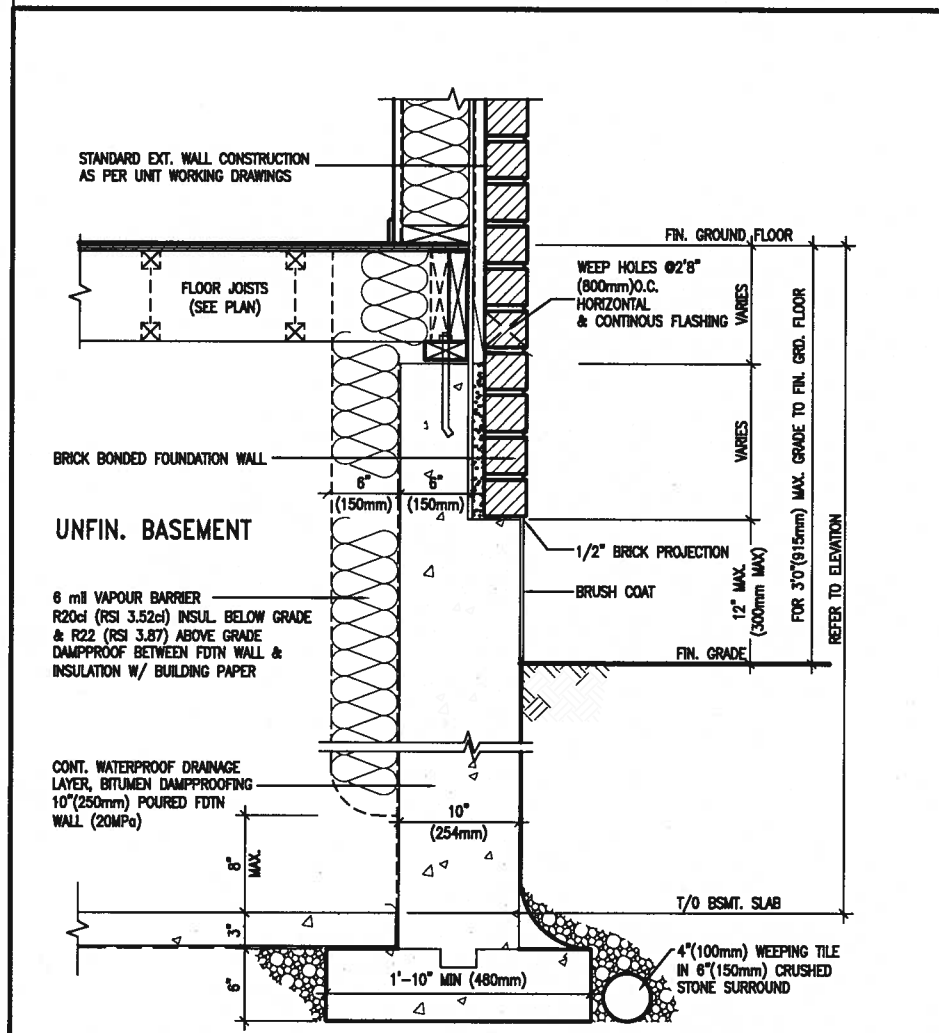 STANDARD EXT. WALL CONSTRUCTION
AS PER UNIT WORKING DRAWINGS
FIN. GROUND FLOOR
FLOOR JOISTS
(SEE PLAN)
WEEP HOLES @2'8"
(800mm)O.C.
HORIZONTAL
& CONTINOUS FLASHING
VARIES
BRICK BONDED FOUNDATION WALL
6"
(150mm)
6"
(150mm)
VARIES
FOR 3'0"(915mm) MAX. GRADE TO FIN. GRD. FLOOR
REFER TO ELEVATION
UNFIN. BASEMENT
1/2" BRICK PROJECTION
BRUSH COAT
12" MAX.
(300mm MAX)
6 mil VAPOUR BARRIER
R20ci (RSI 3.52ci) INSUL. BELOW GRADE
& R22 (RSI 3.87) ABOVE GRADE
DAMPPROOF BETWEEN FDTN WALL &
INSULATION W/ BUILDING PAPER
FIN. GRADE
CONT. WATERPROOF DRAINAGE
LAYER, BITUMEN DAMPPROOFING
10"(250mm) POURED FDTN
WALL (20MPa)
10"
(254mm)
8"
MAX.
3"
6"
T/O BSMT. SLAB
1'-10" MIN (480mm)
4"(100mm) WEEPING TILE
IN 6"(150mm) CRUSHED
STONE SURROUND